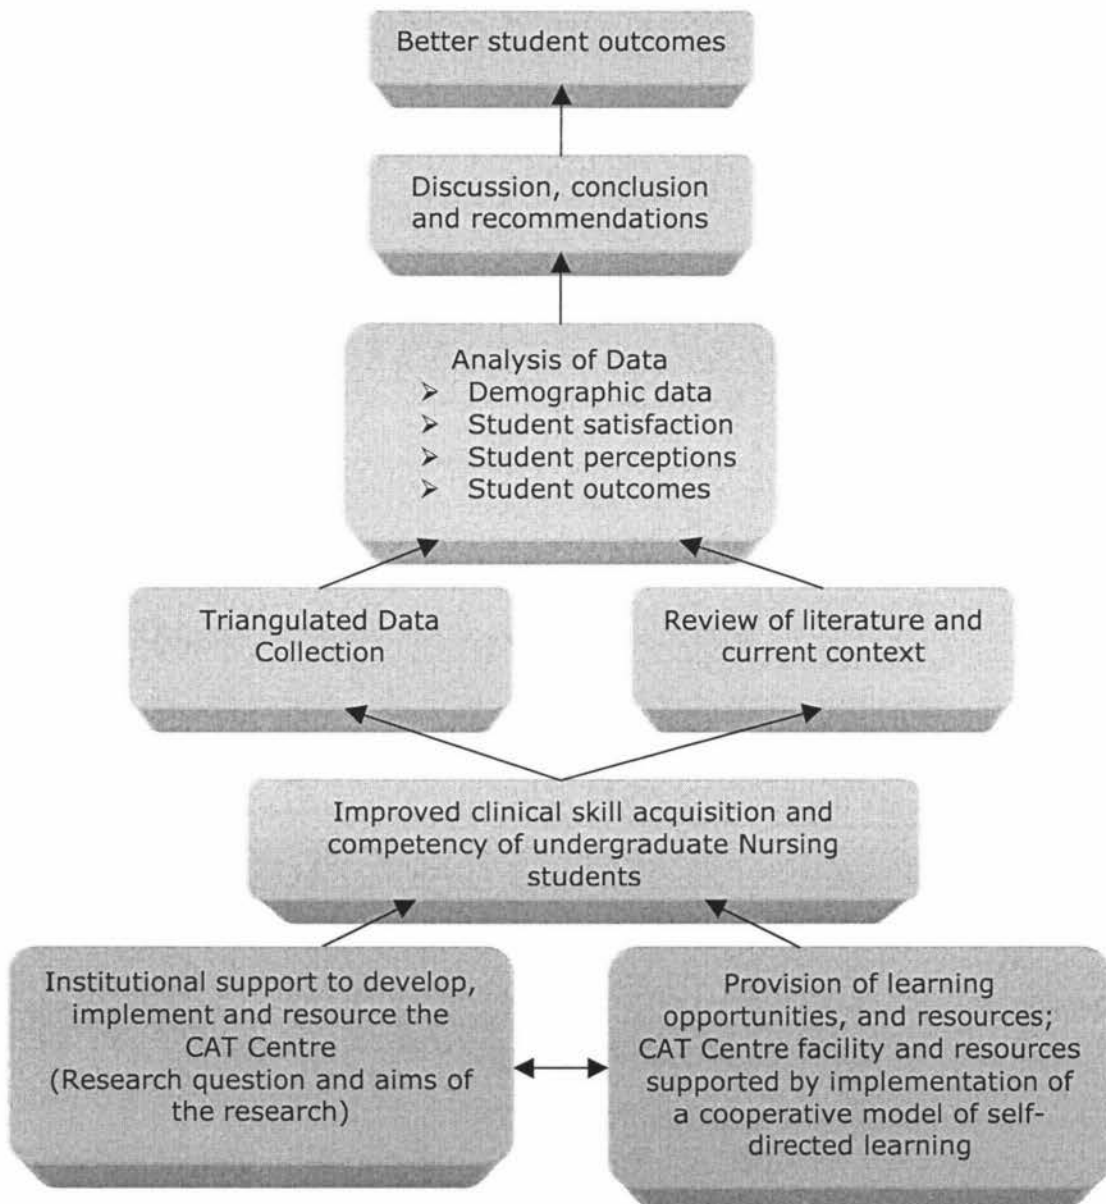 Better student outcomes
Discussion, conclusion
and recommendations
Analysis of Data
➢ Demographic data
➢ Student satisfaction
➢ Student perceptions
➢ Student outcomes
Triangulated Data
Collection
Review of literature and
current context
Improved clinical skill acquisition and
competency of undergraduate Nursing
students
Institutional support to develop,
implement and resource the
CAT Centre
(Research question and aims of
the research)
Provision of learning
opportunities, and resources;
CAT Centre facility and resources
supported by implementation of
a cooperative model of self-
directed learning